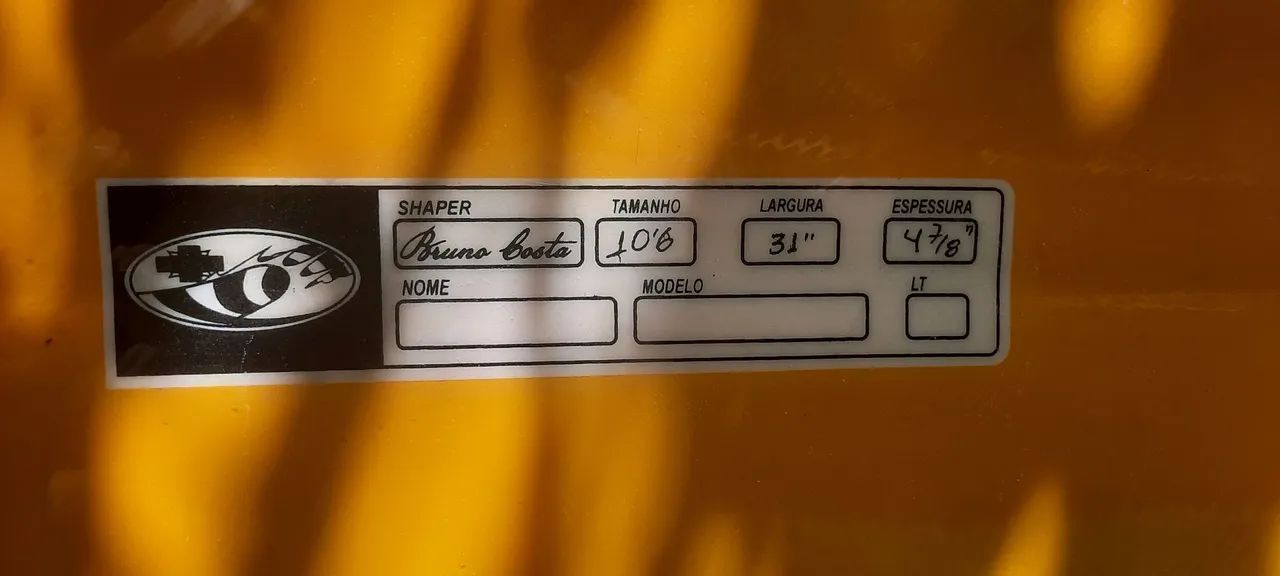 SHAPER TAMANHO LARGURA ESPESSURA
Bruno Costa 10'6 31" 4 7/8"
NOME MODELO LT